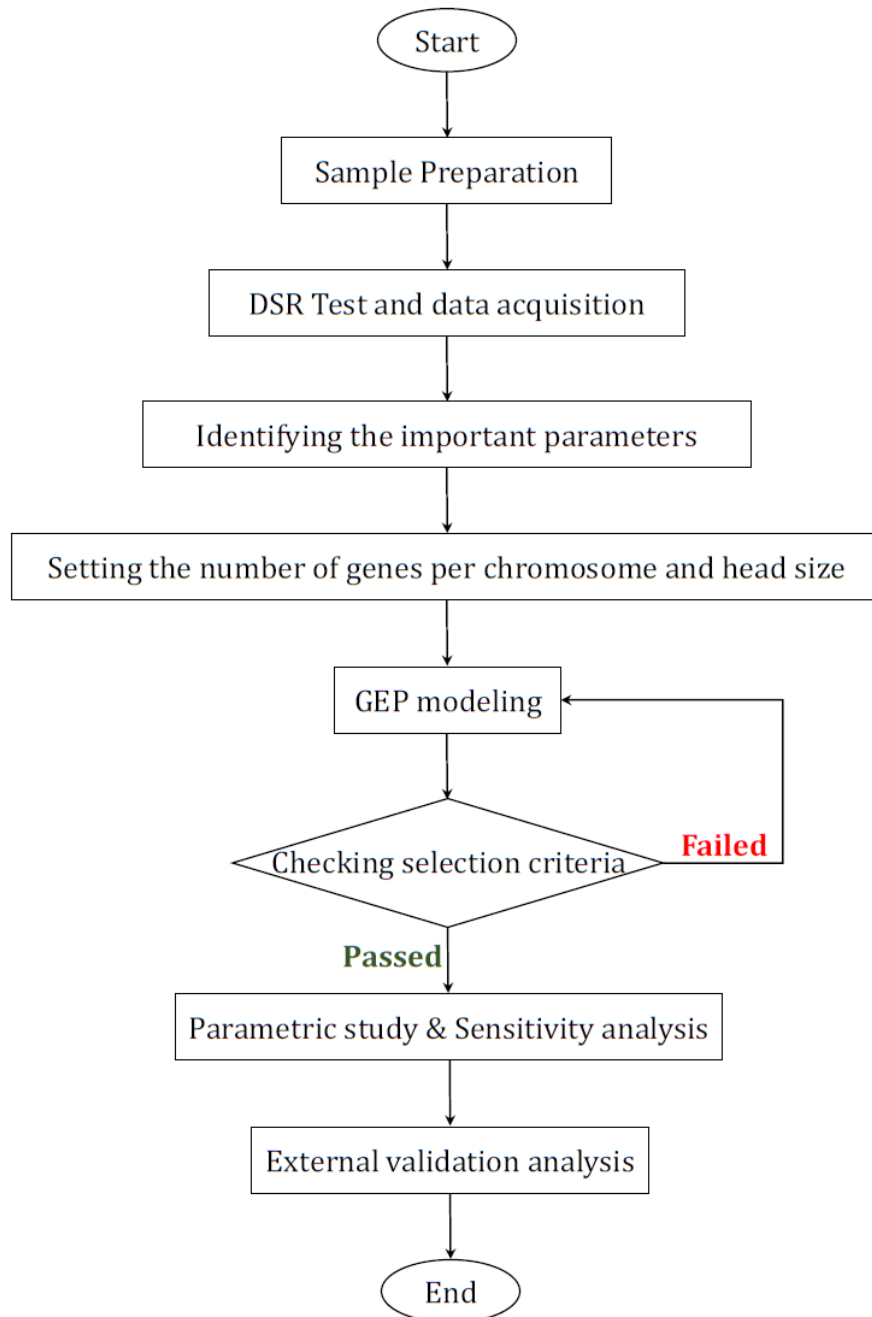 Start
Sample Preparation
DSR Test and data acquisition
Identifying the important parameters
Setting the number of genes per chromosome and head size
GEP modeling
Checking selection criteria
Failed
Passed
Parametric study & Sensitivity analysis
External validation analysis
End